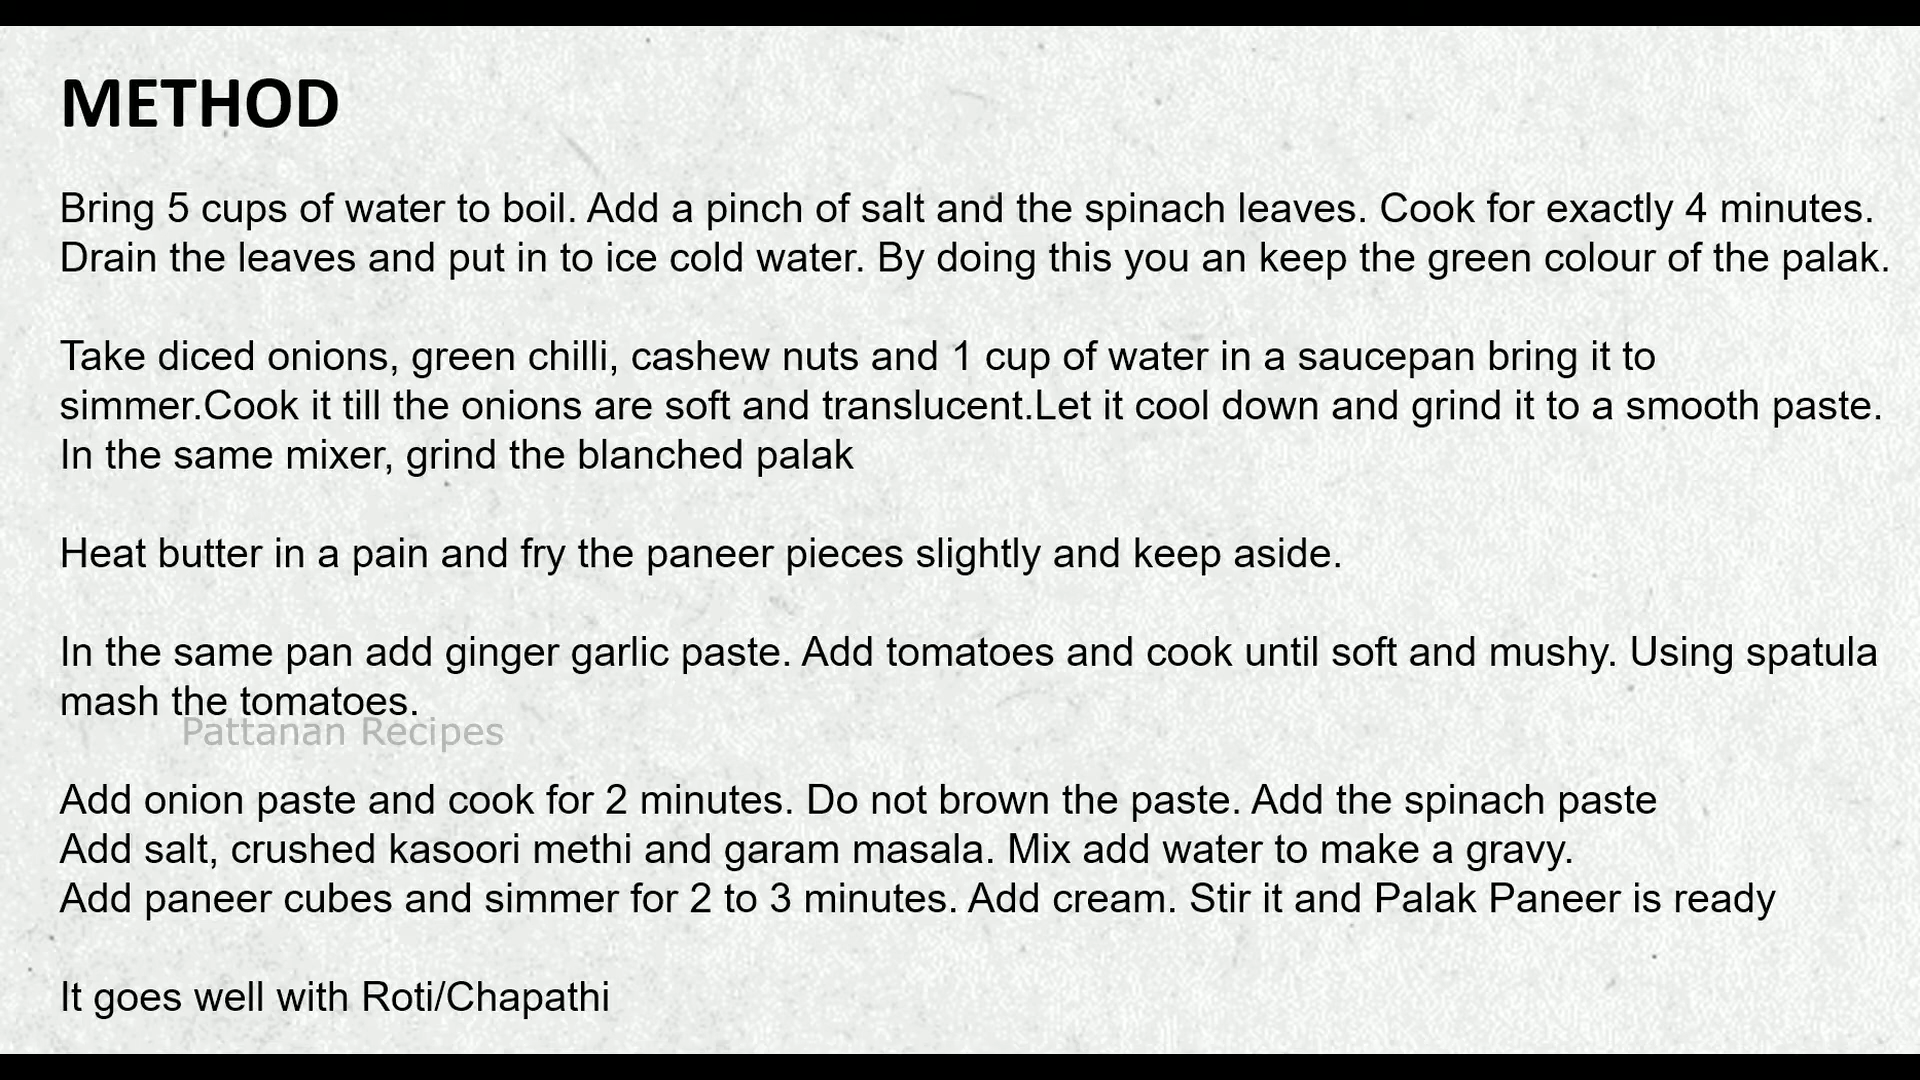 METHOD
Bring 5 cups of water to boil. Add a pinch of salt and the spinach leaves. Cook for exactly 4 minutes.
Drain the leaves and put in to ice cold water. By doing this you an keep the green colour of the palak.
Take diced onions, green chilli, cashew nuts and 1 cup of water in a saucepan bring it to
simmer.Cook it till the onions are soft and translucent.Let it cool down and grind it to a smooth paste.
In the same mixer, grind the blanched palak
Heat butter in a pain and fry the paneer pieces slightly and keep aside.
In the same pan add ginger garlic paste. Add tomatoes and cook until soft and mushy. Using spatula
mash the tomatoes.
Pattanan Recipes
Add onion paste and cook for 2 minutes. Do not brown the paste. Add the spinach paste
Add salt, crushed kasoori methi and garam masala. Mix add water to make a gravy.
Add paneer cubes and simmer for 2 to 3 minutes. Add cream. Stir it and Palak Paneer is ready
It goes well with Roti/Chapathi